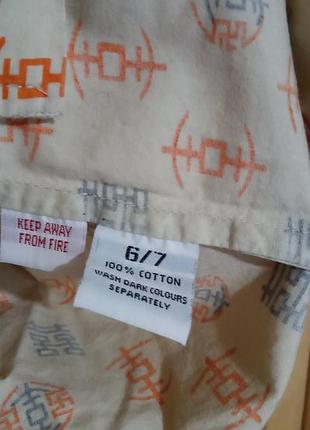 KEEP AWAY
FROM FIRE
6/7
100% COTTON
WASH DARK COLOURS
SEPARATELY